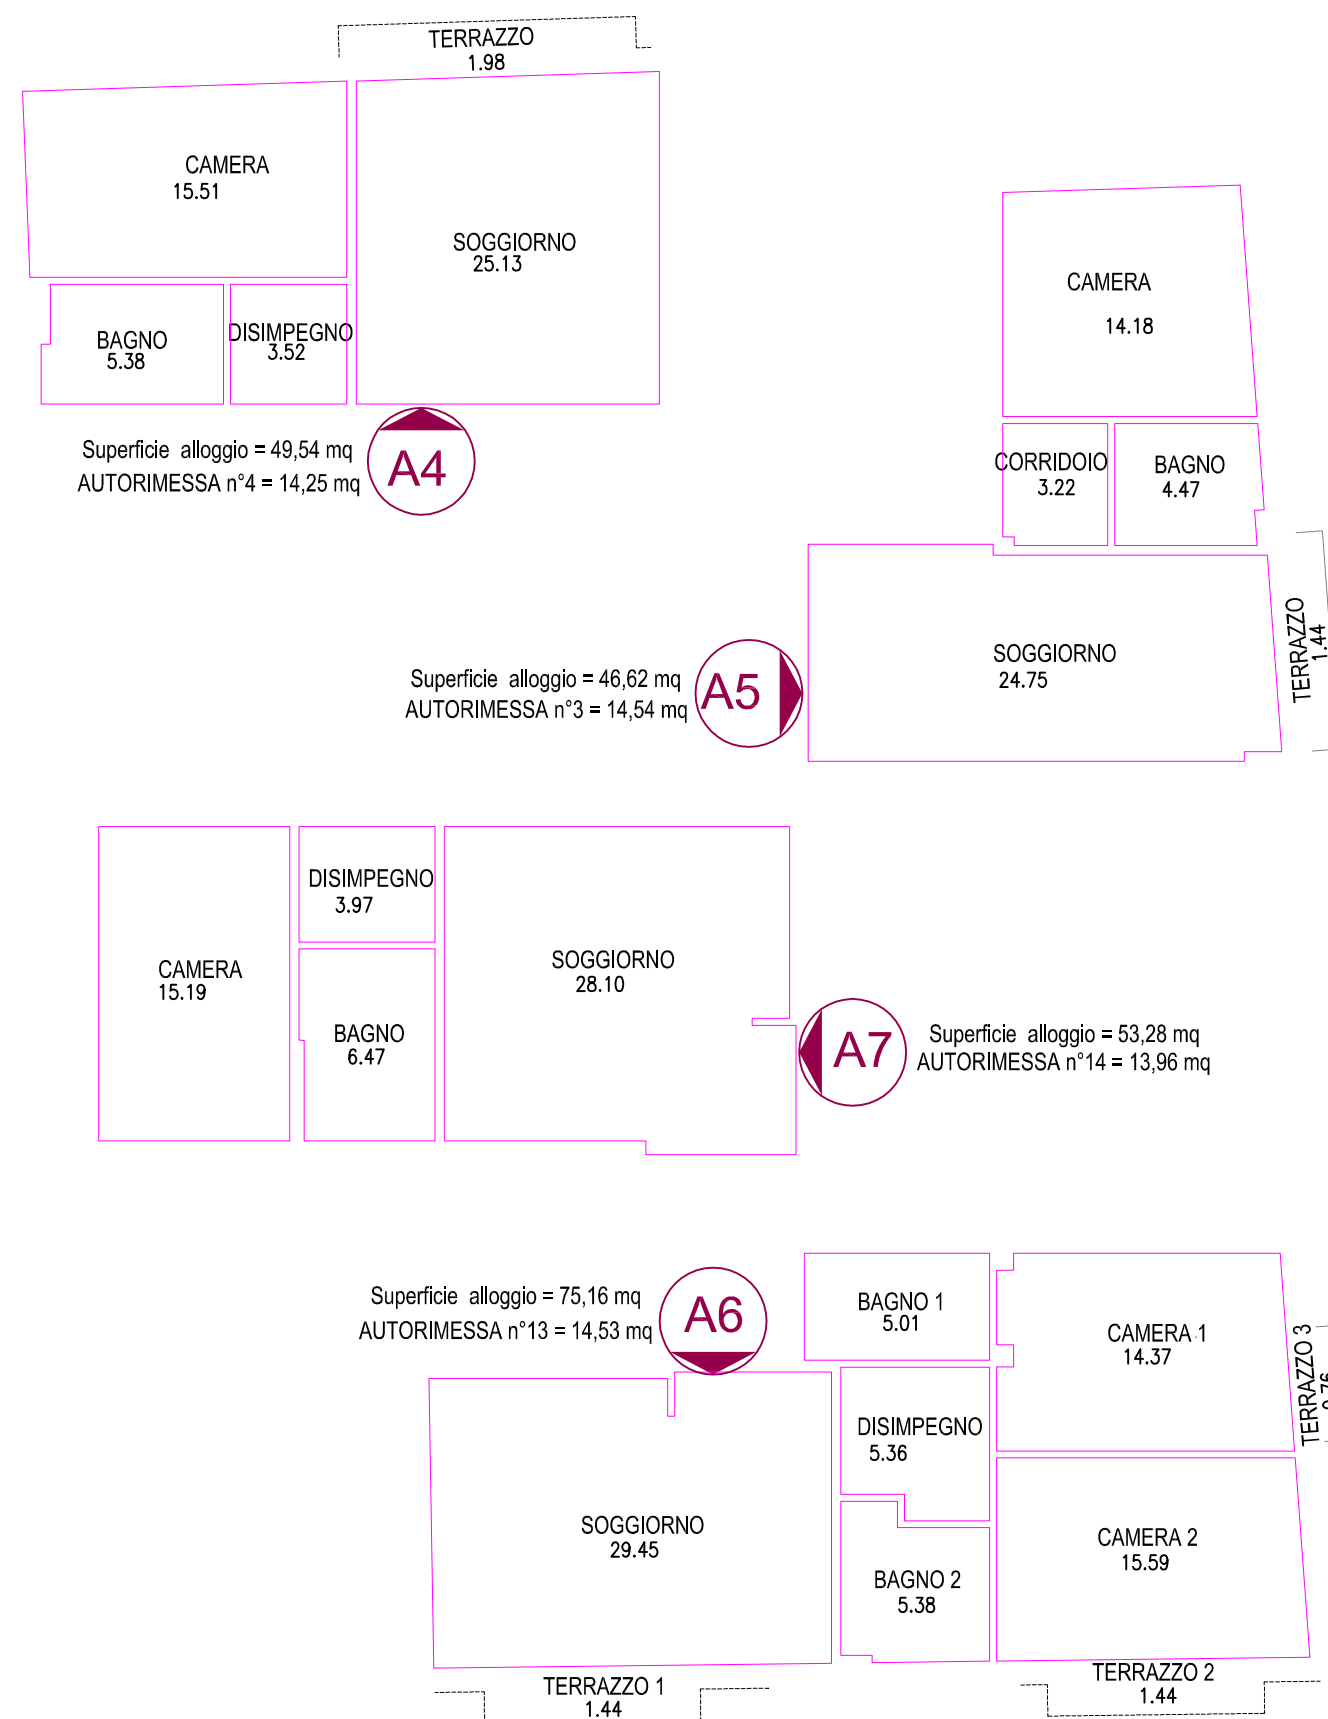 TERRAZZO
1.98
CAMERA
15.51
SOGGIORNO
25.13
BAGNO
5.38
DISIMPEGNO
3.52
Superficie alloggio = 49,54 mq
AUTORIMESSA n°4 = 14,25 mq
A4
CAMERA
14.18
CORRIDOIO
3.22
BAGNO
4.47
SOGGIORNO
24.75
TERRAZZO
1.44
Superficie alloggio = 46,62 mq
AUTORIMESSA n°3 = 14,54 mq
A5
CAMERA
15.19
DISIMPEGNO
3.97
BAGNO
6.47
SOGGIORNO
28.10
A7
Superficie alloggio = 53,28 mq
AUTORIMESSA n°14 = 13,96 mq
Superficie alloggio = 75,16 mq
AUTORIMESSA n°13 = 14,53 mq
A6
BAGNO 1
5.01
CAMERA 1
14.37
TERRAZZO 3
DISIMPEGNO
5.36
SOGGIORNO
29.45
CAMERA 2
15.59
BAGNO 2
5.38
TERRAZZO 1
1.44
TERRAZZO 2
1.44